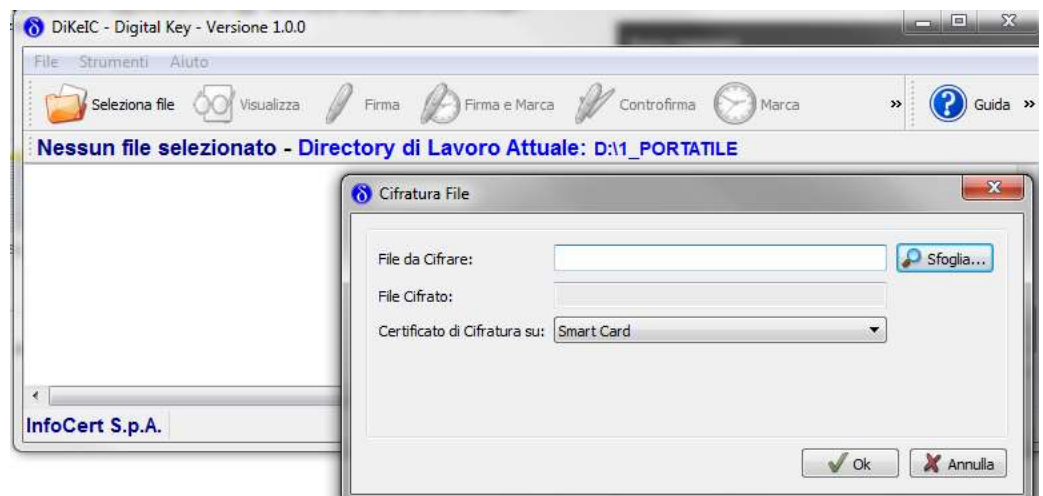 DiKeIC - Digital Key - Versione 1.0.0
File Strumenti Aiuto
Seleziona file Visualizza Firma Firma e Marca Controfirma Marca » Guida »
Nessun file selezionato - Directory di Lavoro Attuale: D:\1_PORTATILE
Cifratura File
File da Cifrare: Sfoglia...
File Cifrato:
Certificato di Cifratura su: Smart Card
InfoCert S.p.A.
Ok Annulla